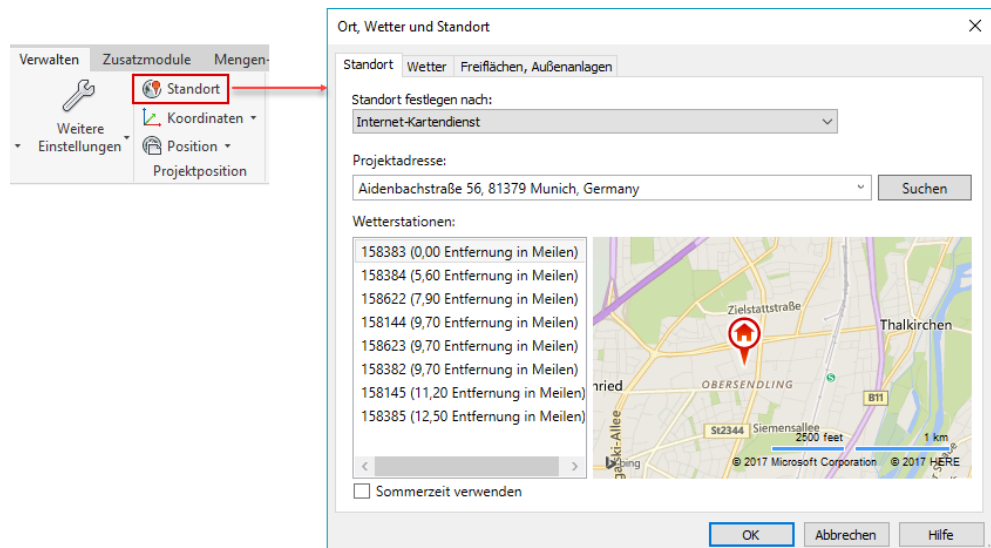 Verwalten Zusatzmodule Mengen-
Weitere
Einstellungen
Standort
Koordinaten
Position
Projektposition
Ort, Wetter und Standort
Standort Wetter Freiflächen, Außenanlagen
Standort festlegen nach:
Internet-Kartendienst
Projektadresse:
Aidenbachstraße 56, 81379 Munich, Germany
Suchen
Wetterstationen:
158383 (0,00 Entfernung in Meilen)
158384 (5,60 Entfernung in Meilen)
158622 (7,90 Entfernung in Meilen)
158144 (9,70 Entfernung in Meilen)
158623 (9,70 Entfernung in Meilen)
158382 (9,70 Entfernung in Meilen)
158145 (11,20 Entfernung in Meilen)
158385 (12,50 Entfernung in Meilen)
Zielstattstraße
Thalkirchen
OBERSENDLING
nried
B11
St2344 Siemensallee
2500 feet 1 km
bing © 2017 Microsoft Corporation © 2017 HERE
Sommerzeit verwenden
OK Abbrechen Hilfe